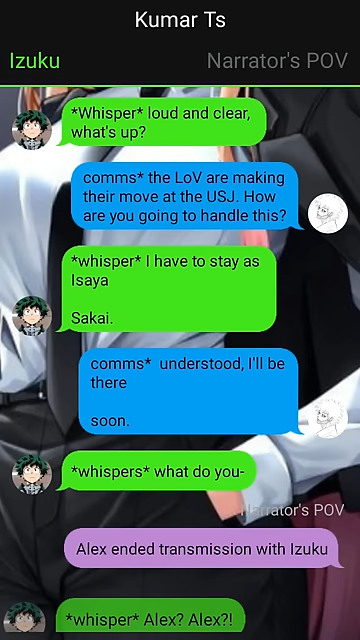 Kumar Ts
Izuku
Narrator's POV
*Whisper* loud and clear,
what's up?
comms* the LoV are making
their move at the USJ. How
are you going to handle this?
*whisper* I have to stay as
Isaya
Sakai.
comms*  understood, I'll be
there
soon.
*whispers* what do you-
Narrator's POV
Alex ended transmission with Izuku
*whisper* Alex? Alex?!